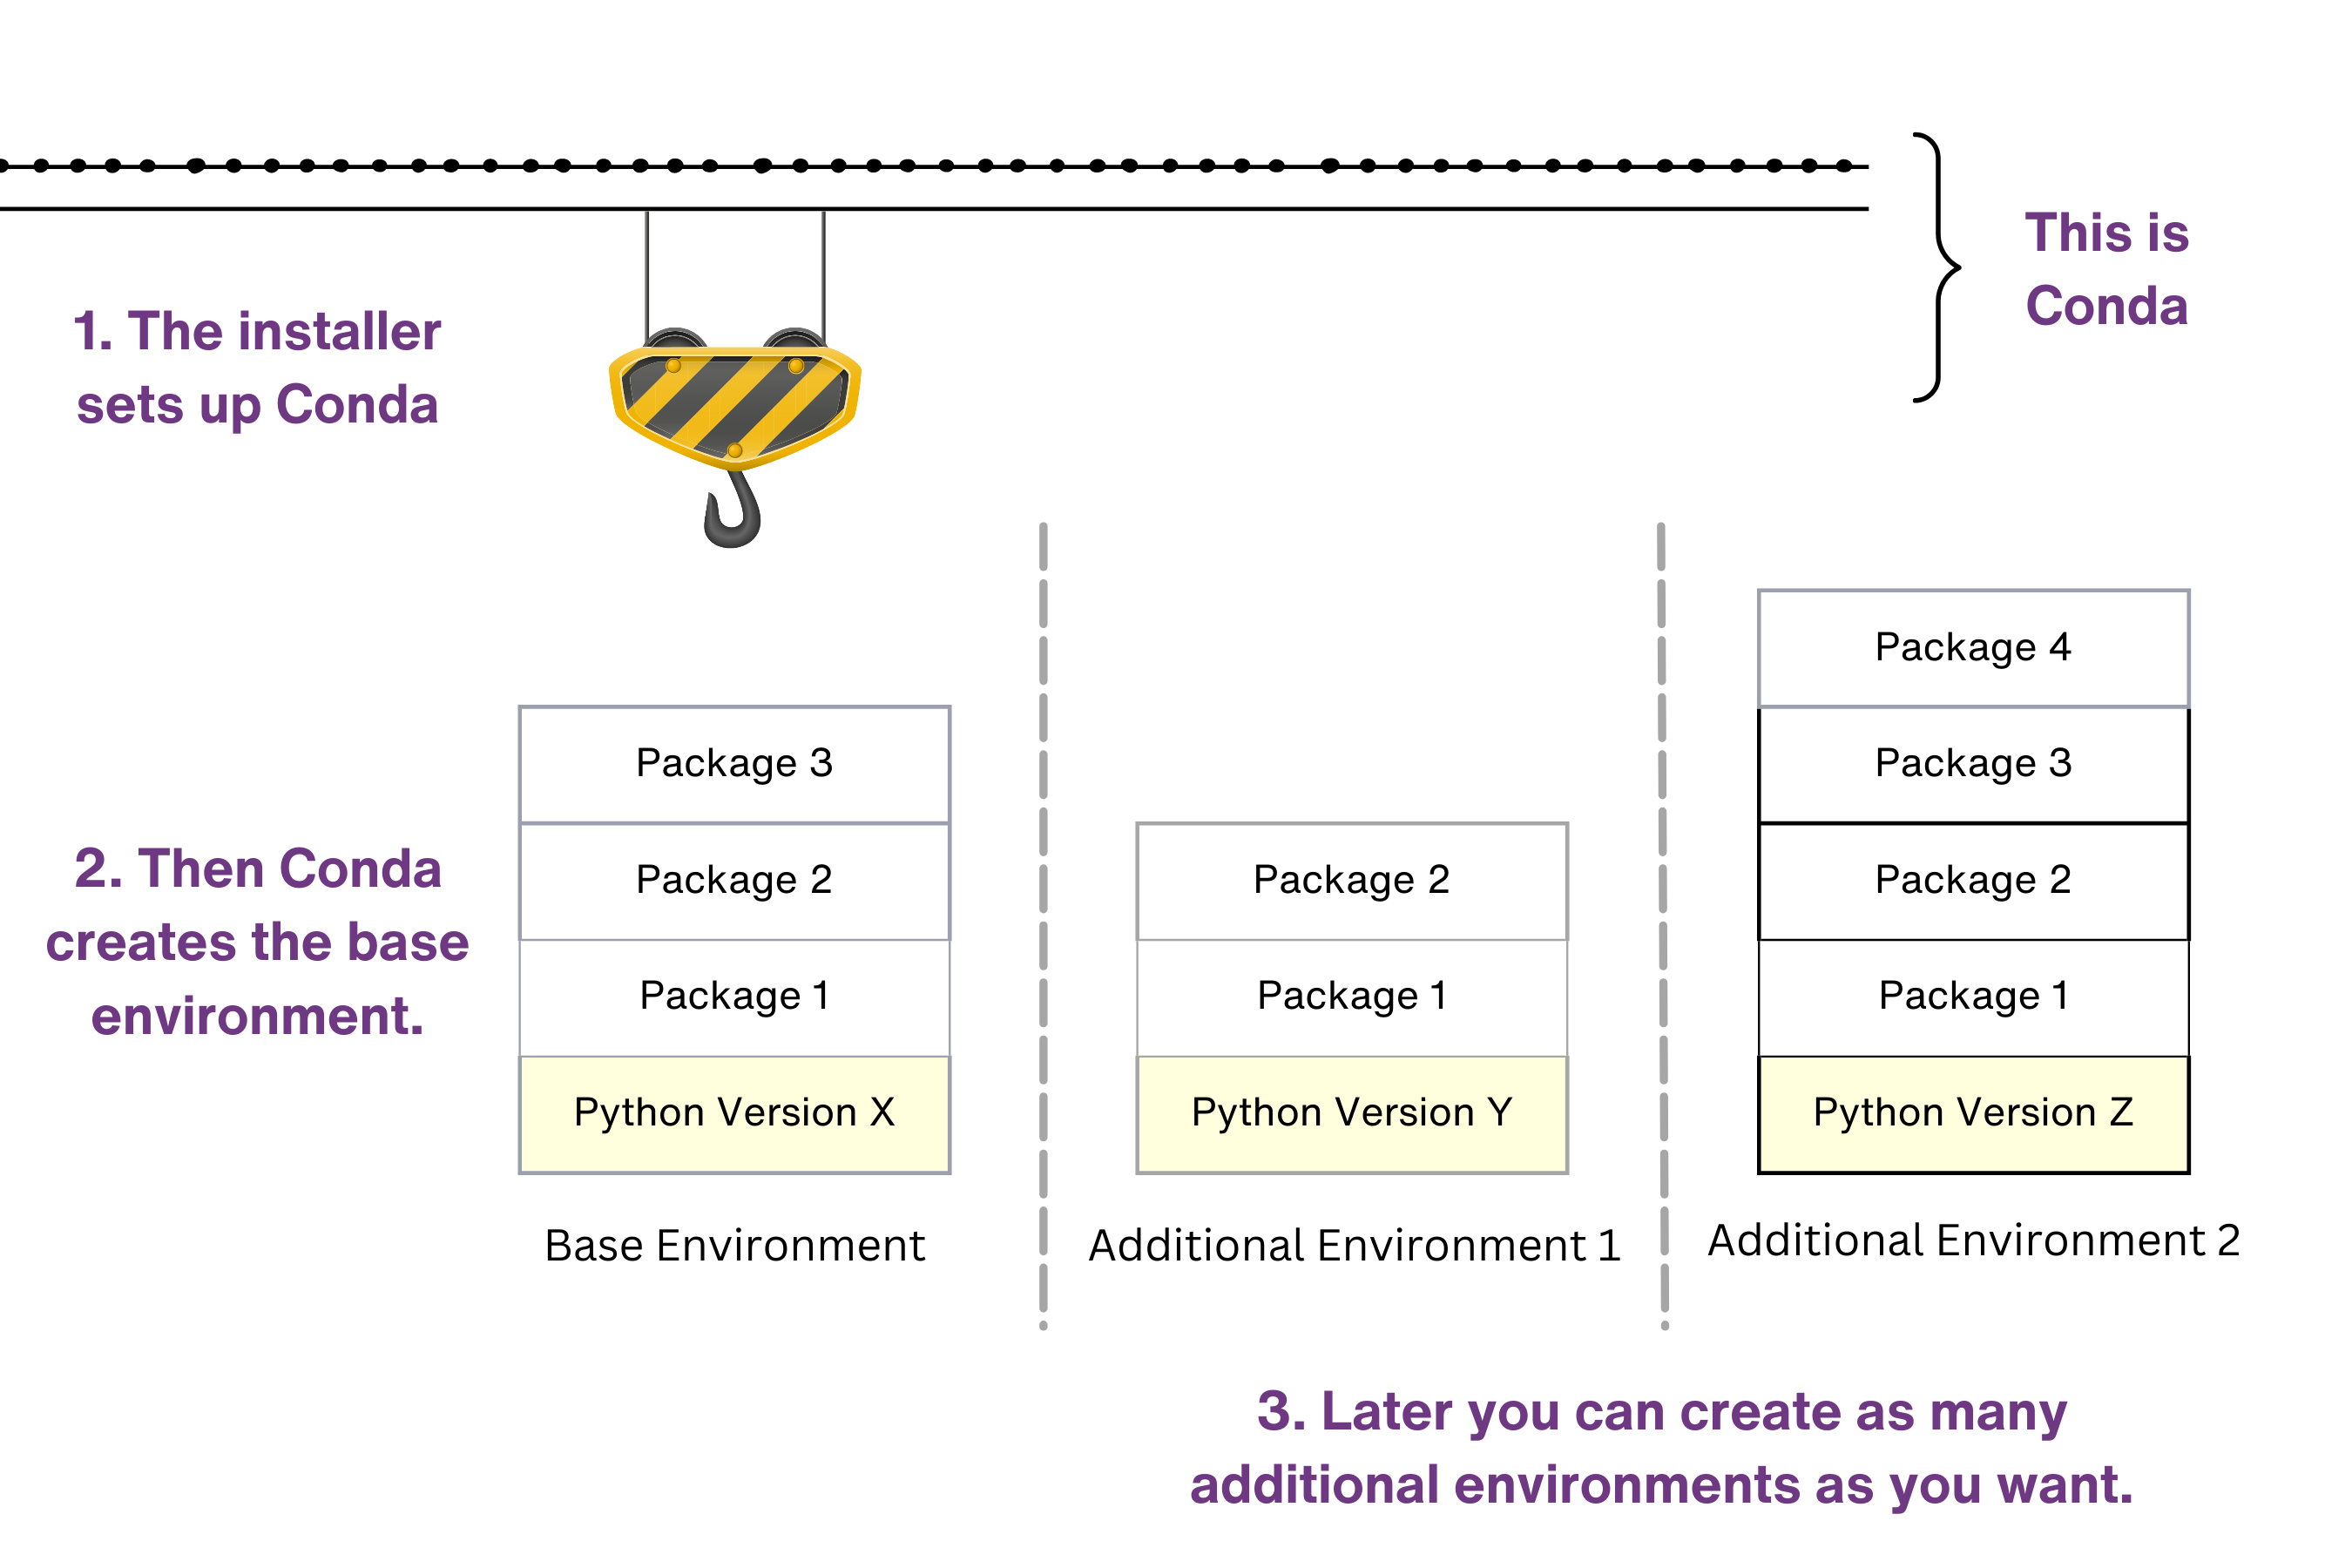 This is
Conda
1. The installer
sets up Conda
2. Then Conda
creates the base
environment.
Package 3
Package 2
Package 1
Python Version X
Base Environment
Package 2
Package 1
Python Version Y
Additional Environment 1
Package 4
Package 3
Package 2
Package 1
Python Version Z
Additional Environment 2
3. Later you can create as many
additional environments as you want.